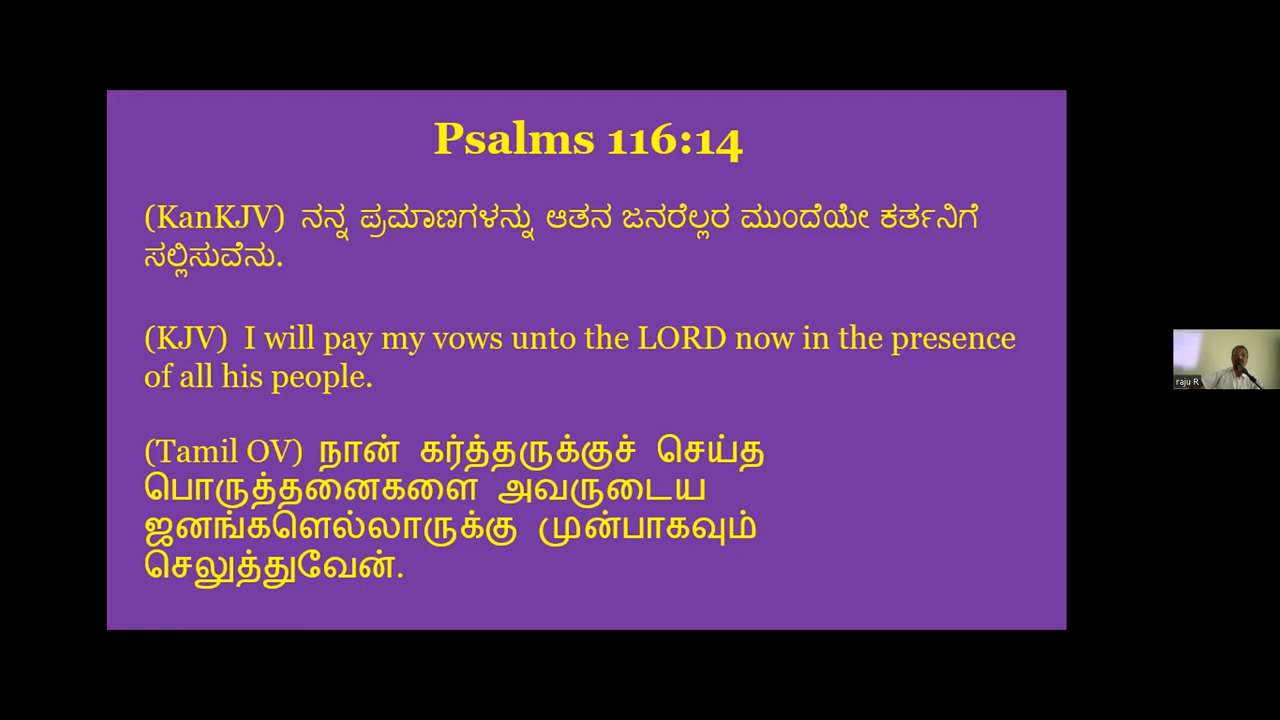 Psalms 116:14
(KanKJV) ನನ್ನ ಪ್ರಮಾಣಗಳನ್ನು ಆತನ ಜನರೆಲ್ಲರ ಮುಂದೆಯೇ ಕರ್ತನಿಗೆ
ಸಲ್ಲಿಸುವೆನು.
(KJV) I will pay my vows unto the LORD now in the presence
of all his people.
(Tamil OV) நான் கர்த்தருக்குச் செய்த
பொருத்தனைகளை அவருடைய
ஜனங்களெல்லாருக்கு முன்பாகவும்
செலுத்துவேன்.
raju R